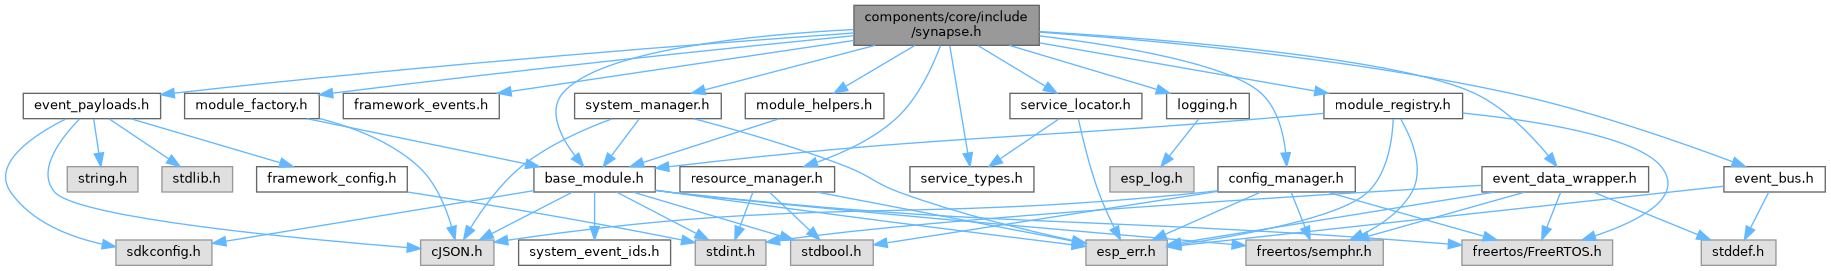 components/core/include
/synapse.h
event_payloads.h
module_factory.h
framework_events.h
system_manager.h
module_helpers.h
service_locator.h
logging.h
module_registry.h
string.h
stdlib.h
framework_config.h
base_module.h
resource_manager.h
service_types.h
esp_log.h
config_manager.h
event_data_wrapper.h
event_bus.h
sdkconfig.h
cJSON.h
system_event_ids.h
stdint.h
stdbool.h
esp_err.h
freertos/semphr.h
freertos/FreeRTOS.h
stddef.h